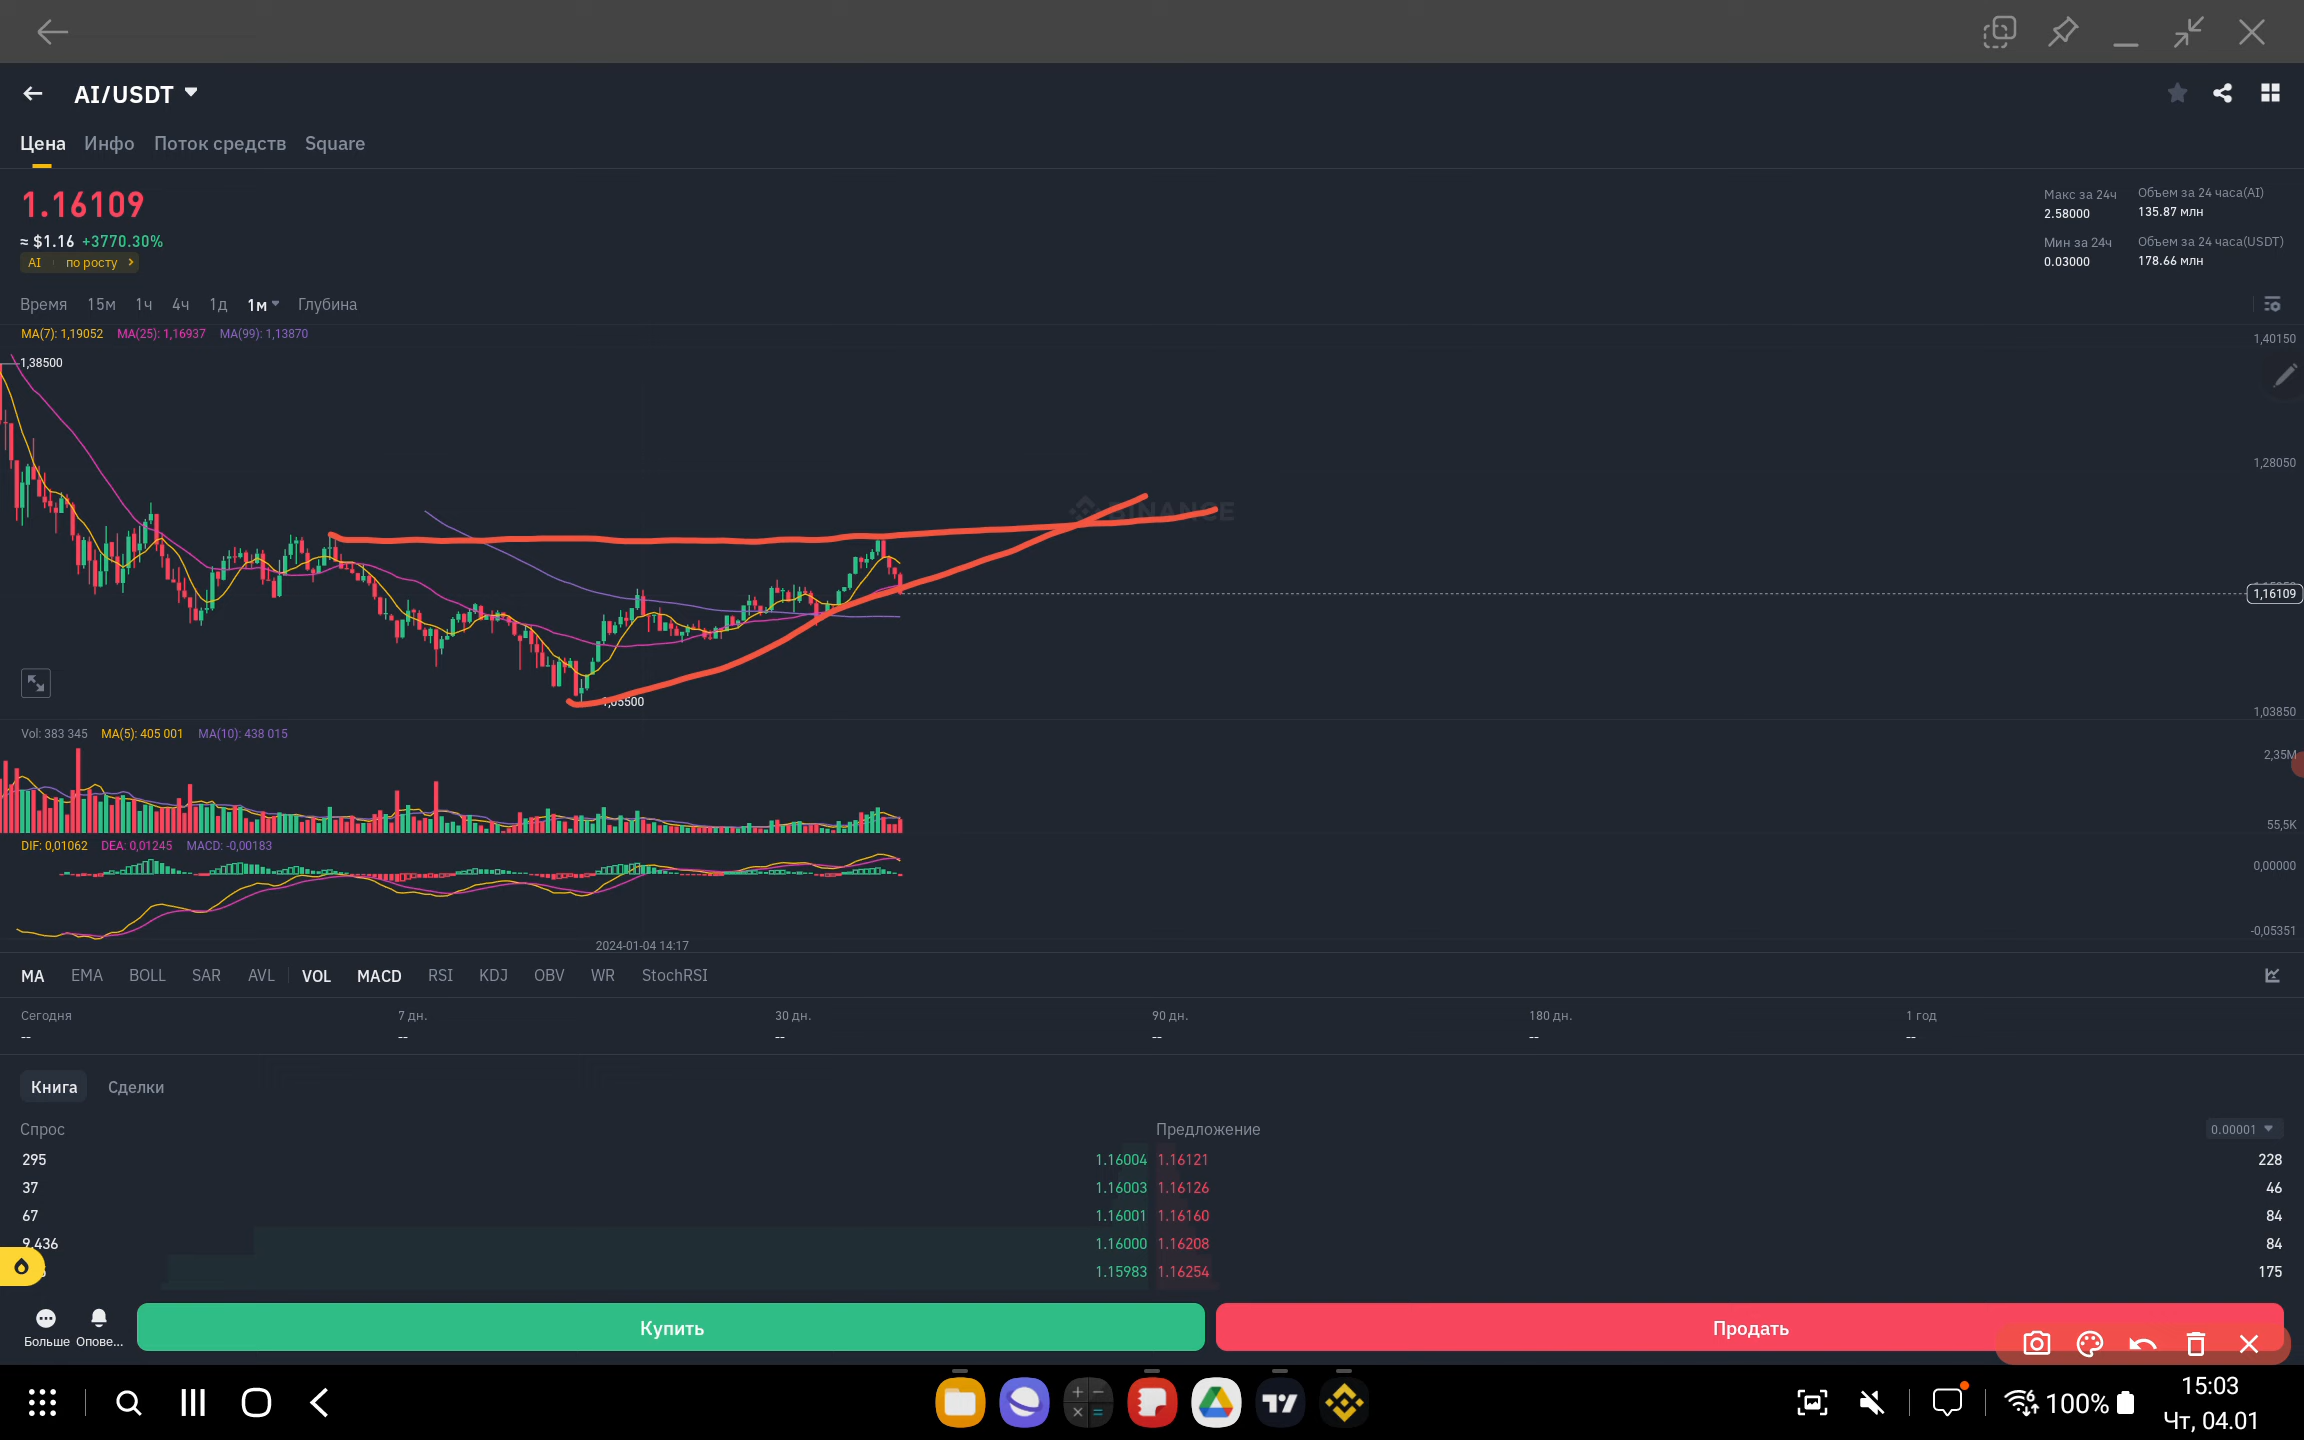 AI/USDT
Цена Инфо Поток средств Square
1.16109
≈ $1.16 +3770.30%
AI по росту
Макс за 24ч
2.58000
Объем за 24 часа(AI)
135.87 млн
Мин за 24ч
0.03000
Объем за 24 часа(USDT)
178.66 млн
Время 15м 1ч 4ч 1д 1м Глубина
MA(7): 1,19052 MA(25): 1,16937 MA(99): 1,13870
1,40150
1,38500
1,28050
BINANCE
1,16109
1,05500
1,03850
Vol: 383 345 MA(5): 405 001 MA(10): 438 015
2,35M
55,5K
DIF: 0,01062 DEA: 0,01245 MACD: -0,00183
0,00000
-0,05351
2024-01-04 14:17
MA EMA BOLL SAR AVL VOL MACD RSI KDJ OBV WR StochRSI
Сегодня 7 дн. 30 дн. 90 дн. 180 дн. 1 год
-- -- -- -- -- --
Книга Сделки
Спрос Предложение 0.00001
295 1.16004 1.16121 228
37 1.16003 1.16126 46
67 1.16001 1.16160 84
9,436 1.16000 1.16208 84
1.15983 1.16254 175
Больше Опове...
Купить
Продать
100%
15:03
Чт, 04.01